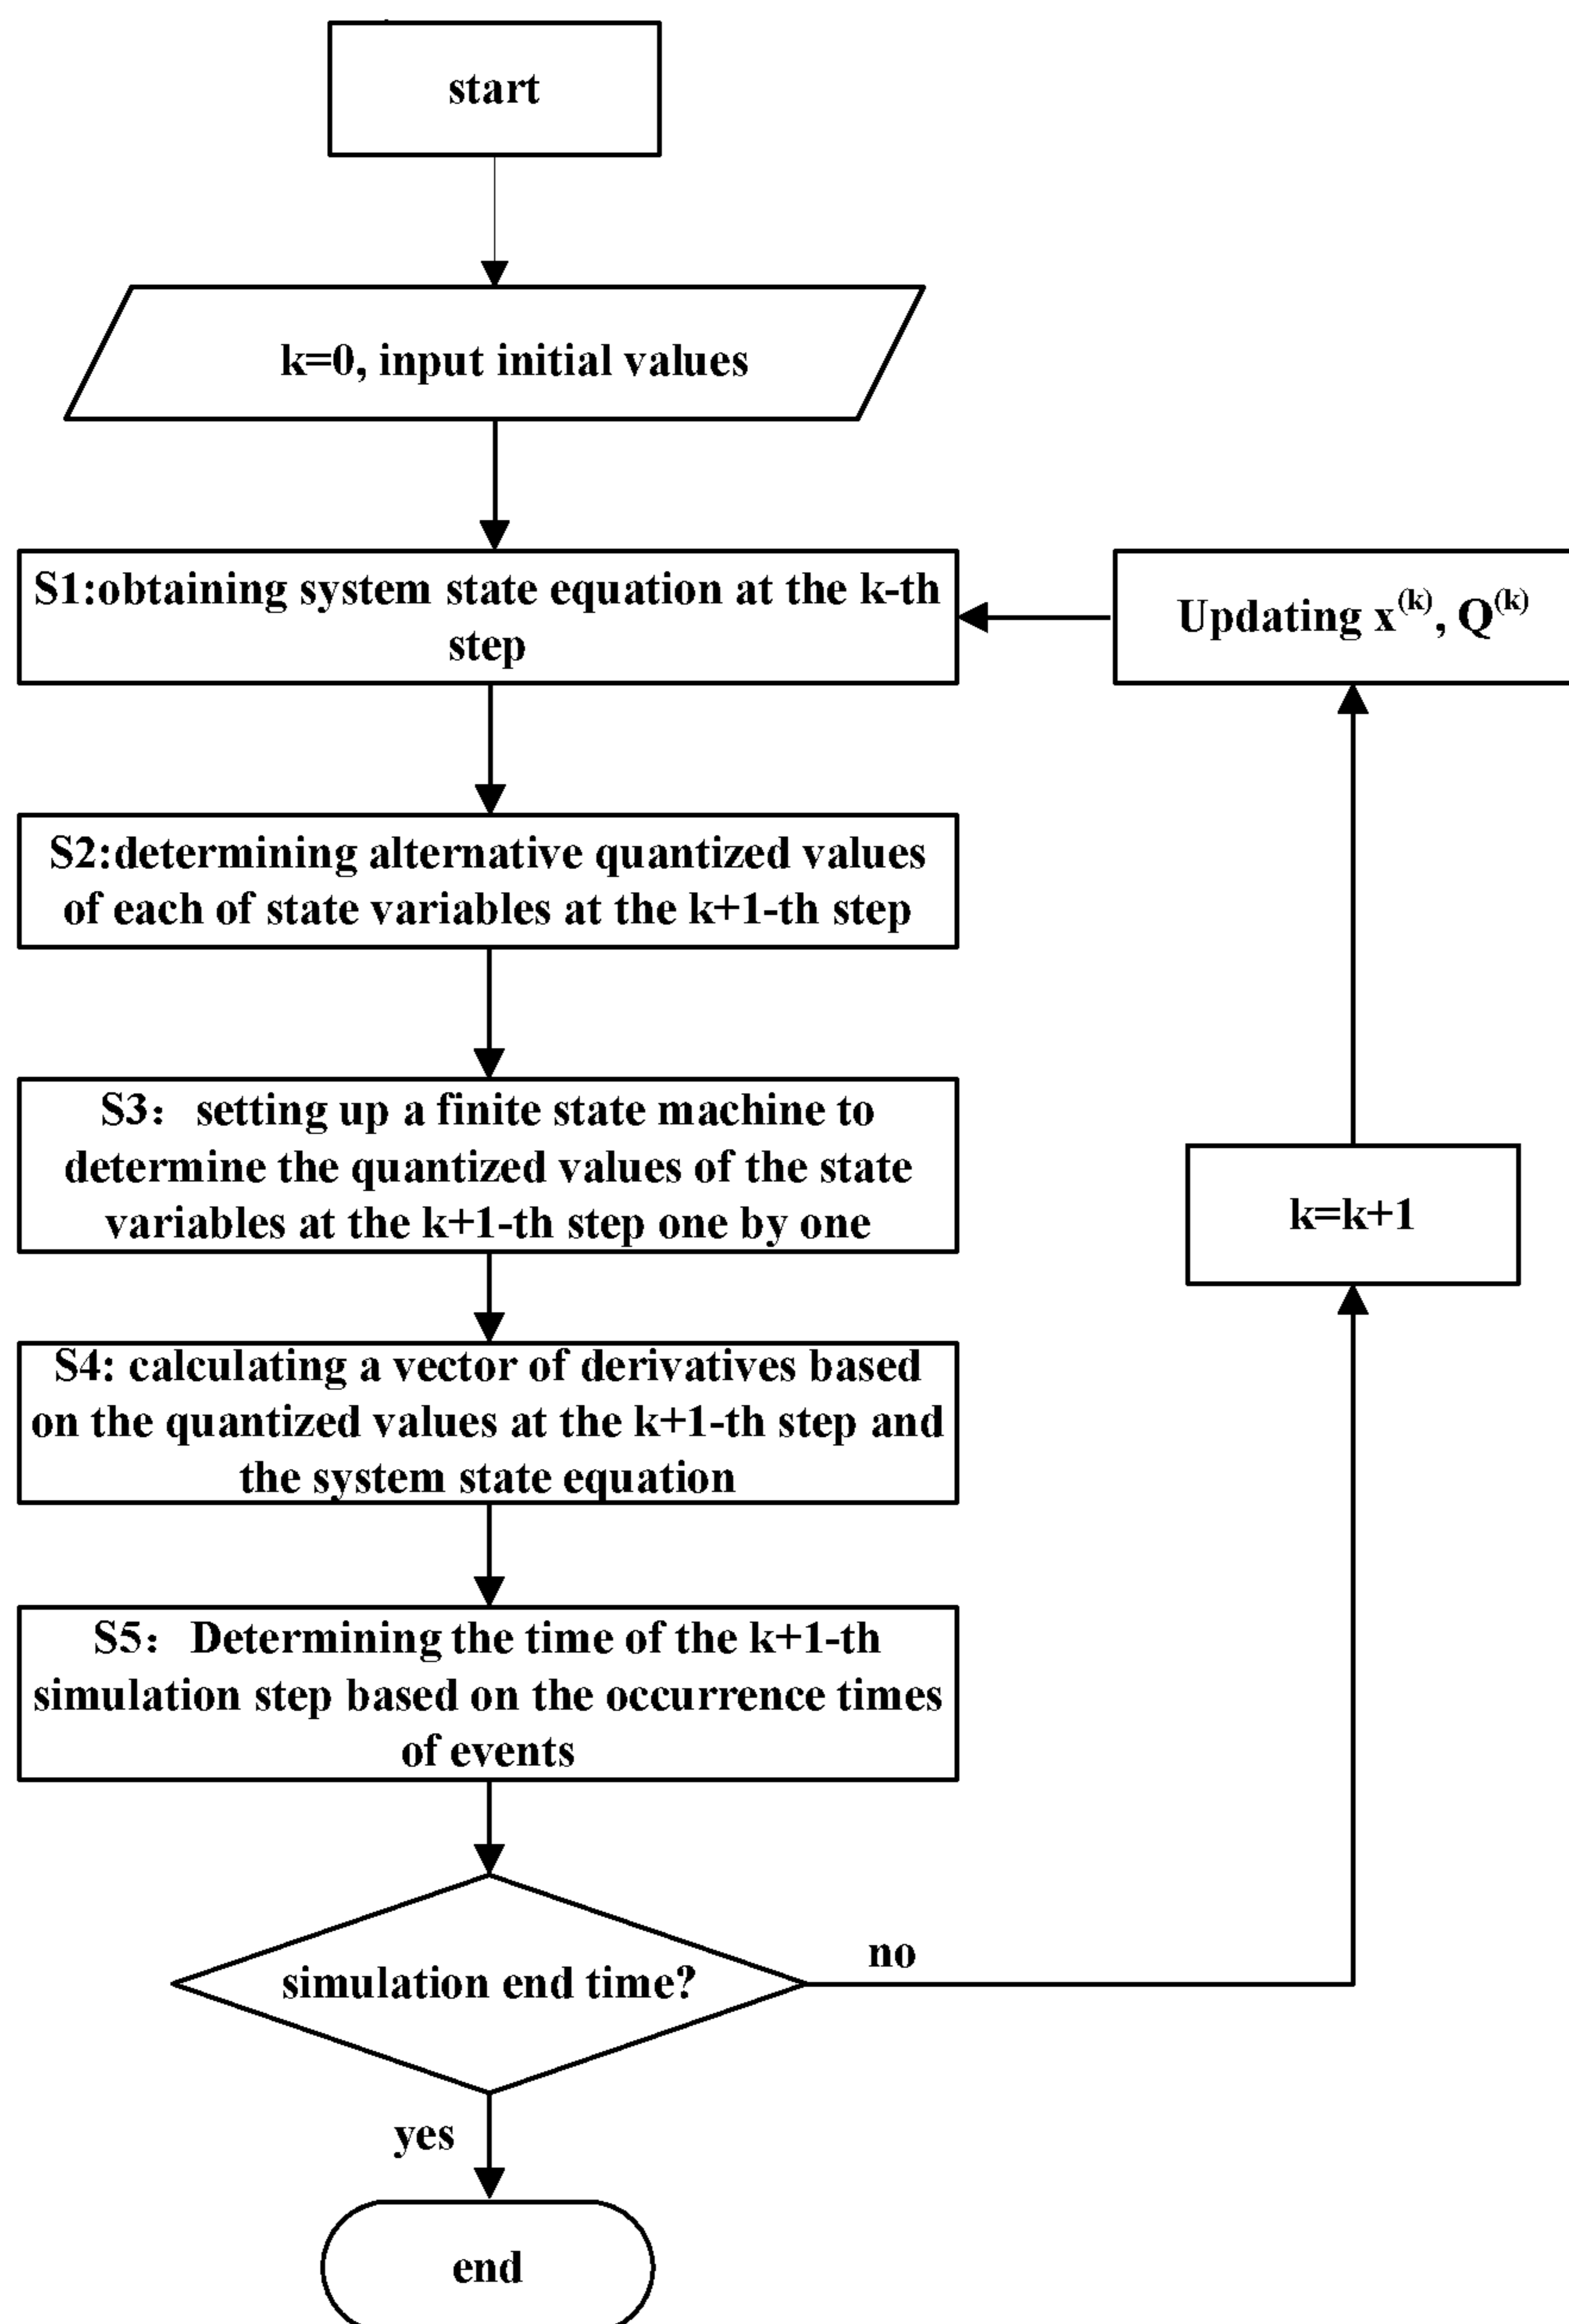 start
k=0, input initial values
S1:obtaining system state equation at the k-th
step
Updating x^(k), Q^(k)
S2:determining alternative quantized values
of each of state variables at the k+1-th step
S3： setting up a finite state machine to
determine the quantized values of the state
variables at the k+1-th step one by one
k=k+1
S4: calculating a vector of derivatives based
on the quantized values at the k+1-th step and
the system state equation
S5： Determining the time of the k+1-th
simulation step based on the occurrence times
of events
no
simulation end time?
yes
end